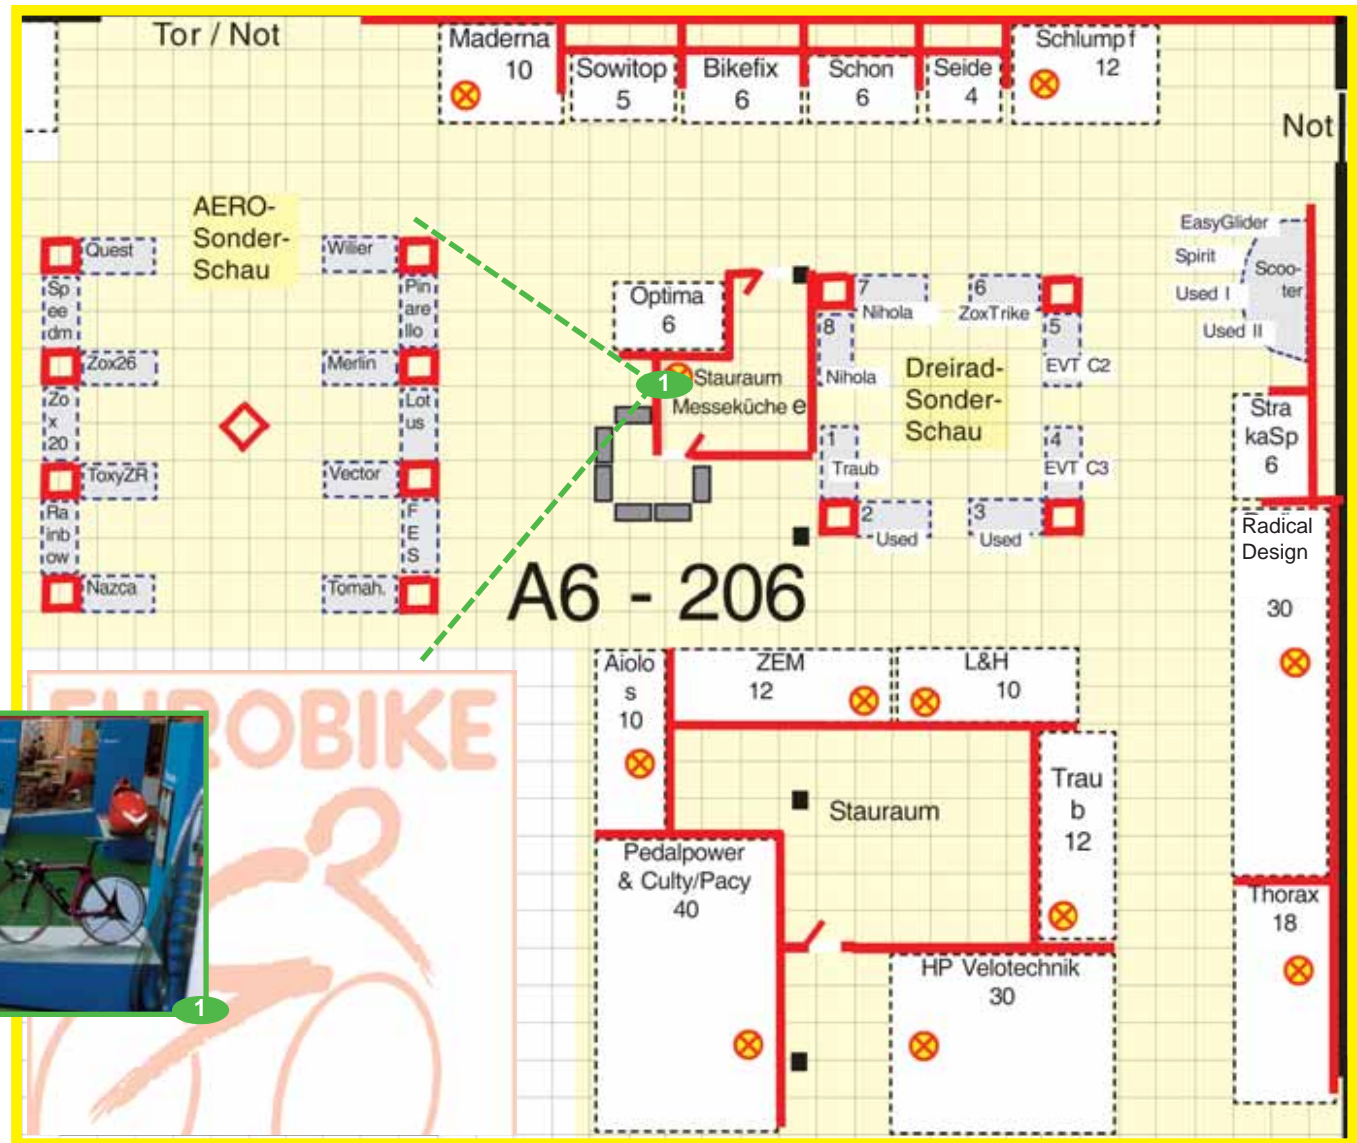 Tor / Not
Maderna
10
Sowitop
5
Bikefix
6
Schon
6
Seide
4
Schlumpf
12
Not
AERO-
Sonder-
Schau
Quest
Sp
ee
dm
Zox26
Zo
x
20
ToxyZR
Ra
inb
ow
Nazca
Wilier
Pin
are
llo
Merlin
Lot
us
Vector
F
E
S
Tomah.
Optima
6
1
Stauraum
Messeküche e
7
Nihola
8
Nihola
6
ZoxTrike
5
EVT C2
Dreirad-
Sonder-
Schau
1
Traub
2
Used
3
Used
4
EVT C3
EasyGlider
Spirit
Used I
Used II
Scoo-
ter
Stra
kaSp
6
Radical
Design
30
A6 - 206
Aiolo
s
10
ZEM
12
L&H
10
Stauraum
Trau
b
12
Pedalpower
& Culty/Pacy
40
HP Velotechnik
30
Thorax
18
EUROBIKE
1